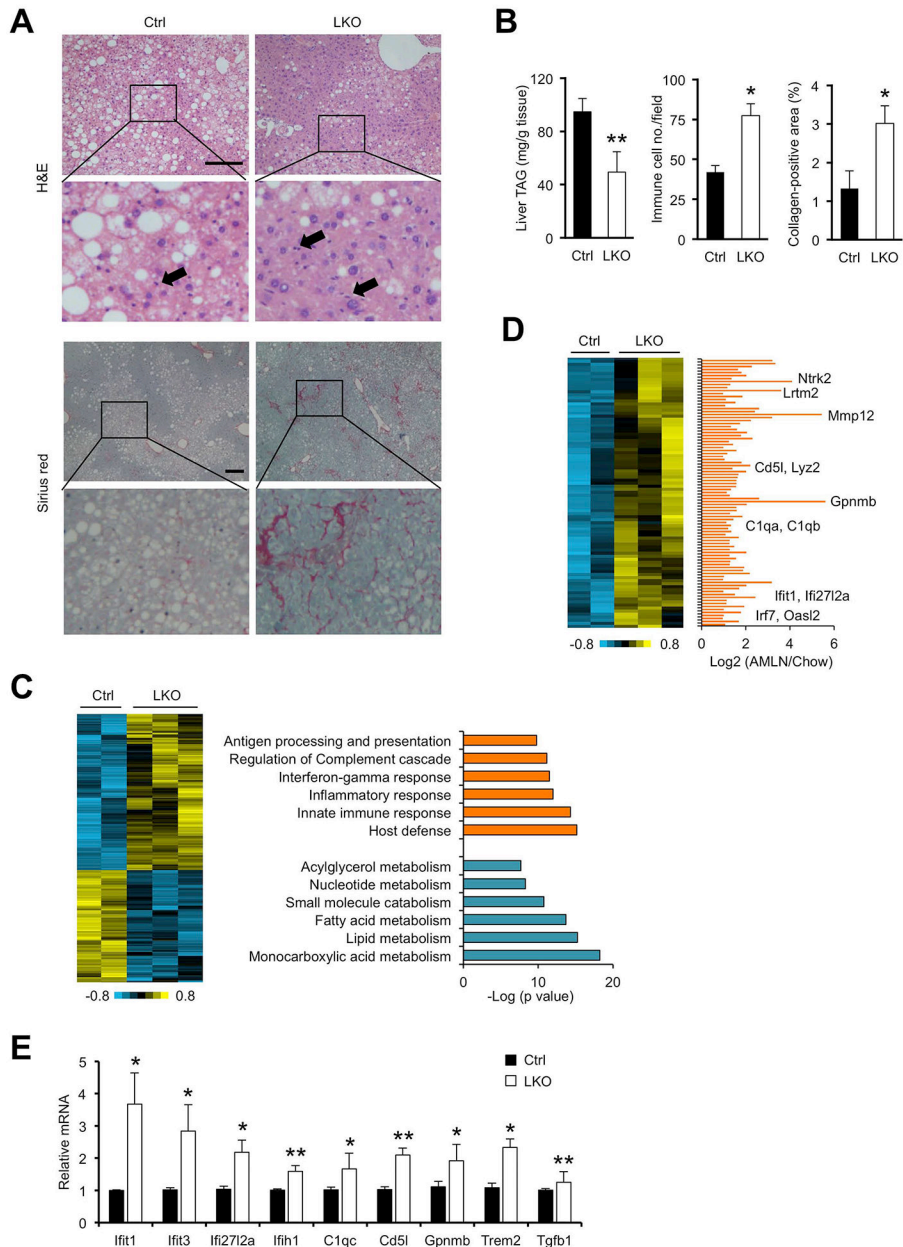 A
Ctrl
LKO
H&E
Sirius red
B
Liver TAG (mg/g tissue)
120
80
40
0
Ctrl LKO
**
Immune cell no./field
100
75
50
25
0
Ctrl LKO
*
Collagen-positive area (%)
4
3
2
1
0
Ctrl LKO
*
D
Ctrl
LKO
Ntrk2
Lrtm2
Mmp12
Cd5l, Lyz2
Gpnmb
C1qa, C1qb
Ifit1, Ifi27l2a
Irf7, Oasl2
-0.8 0.8
0 2 4 6
Log2 (AMLN/Chow)
C
Ctrl
LKO
-0.8 0.8
Antigen processing and presentation
Regulation of Complement cascade
Interferon-gamma response
Inflammatory response
Innate immune response
Host defense
Acylglycerol metabolism
Nucleotide metabolism
Small molecule catabolism
Fatty acid metabolism
Lipid metabolism
Monocarboxylic acid metabolism
0 10 20
-Log (p value)
E
Relative mRNA
5
4
3
2
1
0
* * * ** * ** * * **
Ctrl
LKO
Ifit1 Ifit3 Ifi27l2a Ifih1 C1qc Cd5l Gpnmb Trem2 Tgfb1